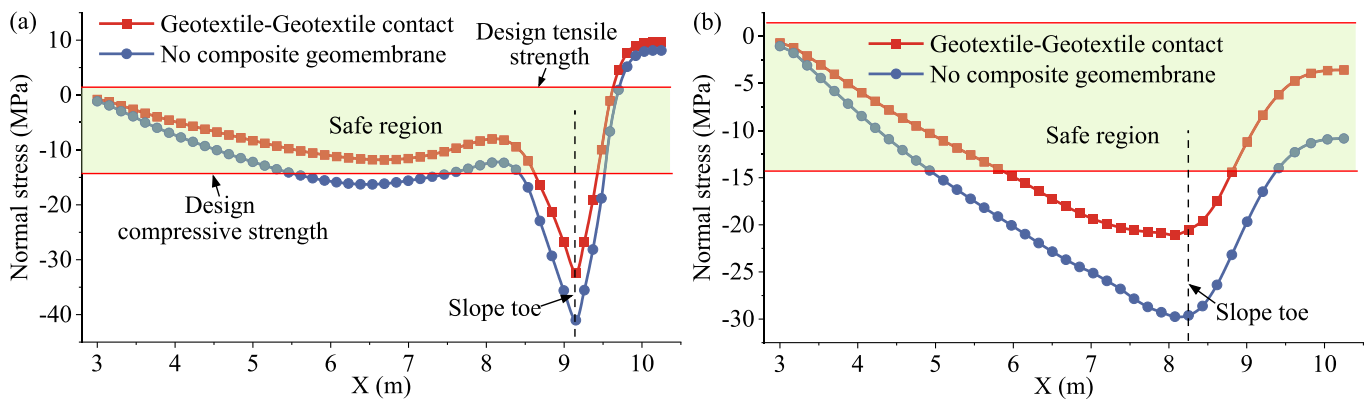 (a)
Geotextile-Geotextile contact
No composite geomembrane
Design tensile
strength
Safe region
Design
compressive strength
Slope toe
Normal stress (MPa)
10
0
-10
-20
-30
-40
3 4 5 6 7 8 9 10
X (m)
(b)
Geotextile-Geotextile contact
No composite geomembrane
Safe region
Slope toe
Normal stress (MPa)
0
-5
-10
-15
-20
-25
-30
3 4 5 6 7 8 9 10
X (m)